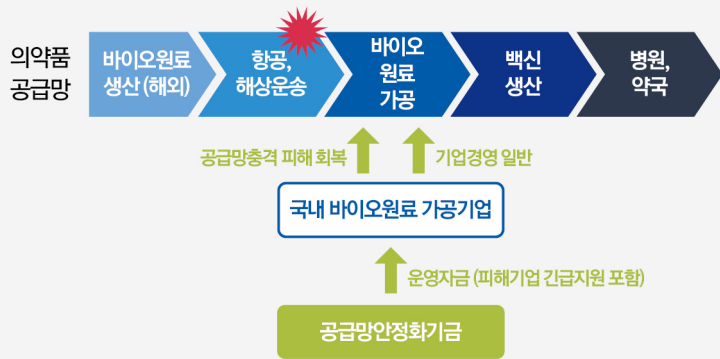 의약품
공급망
바이오원료
생산 (해외)
항공,
해상운송
바이오
원료
가공
백신
생산
병원,
약국
공급망충격 피해 회복
기업경영 일반
국내 바이오원료 가공기업
운영자금 (피해기업 긴급지원 포함)
공급망안정화기금